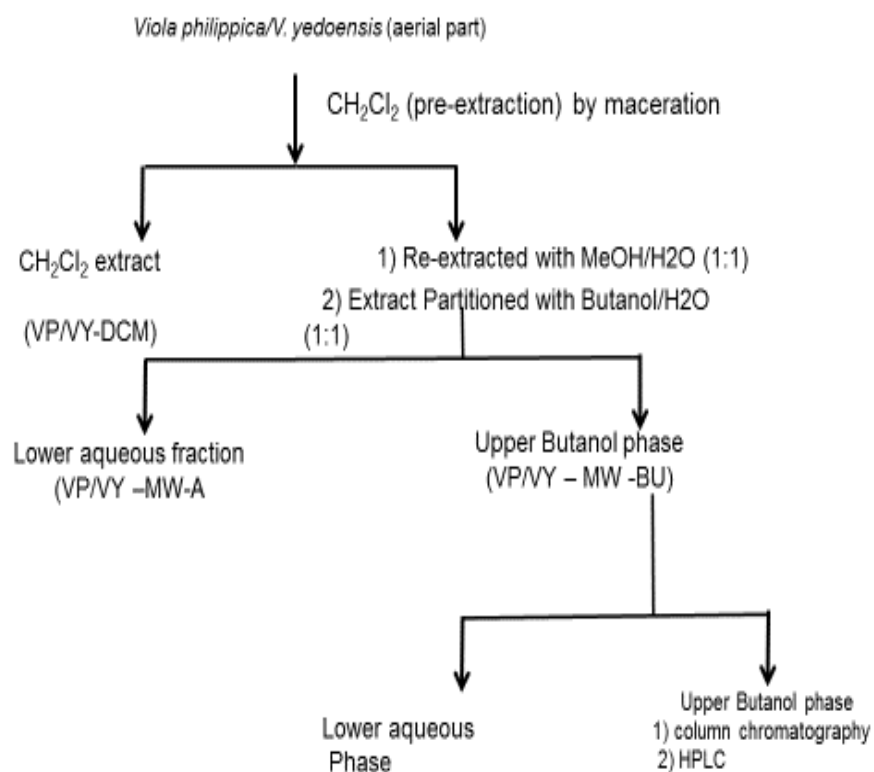 Viola philippica/V. yedoensis (aerial part)
CH₂Cl₂ (pre-extraction) by maceration
CH₂Cl₂ extract
(VP/VY-DCM)
1) Re-extracted with MeOH/H2O (1:1)
2) Extract Partitioned with Butanol/H2O
(1:1)
Lower aqueous fraction
(VP/VY –MW-A
Upper Butanol phase
(VP/VY – MW -BU)
Lower aqueous
Phase
Upper Butanol phase
1) column chromatography
2) HPLC